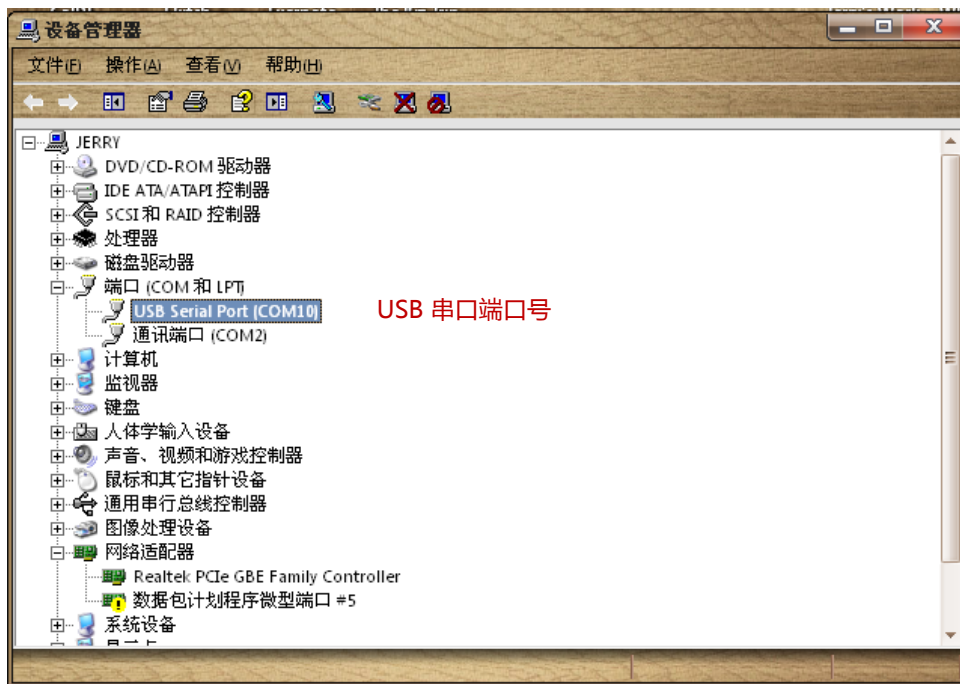 设备管理器
文件(F) 操作(A) 查看(V) 帮助(H)
JERRY
DVD/CD-ROM 驱动器
IDE ATA/ATAPI 控制器
SCSI 和 RAID 控制器
处理器
磁盘驱动器
端口 (COM 和 LPT)
USB Serial Port (COM10) USB 串口端口号
通讯端口 (COM2)
计算机
监视器
键盘
人体学输入设备
声音、视频和游戏控制器
鼠标和其它指针设备
通用串行总线控制器
图像处理设备
网络适配器
Realtek PCIe GBE Family Controller
数据包计划程序微型端口 #5
系统设备